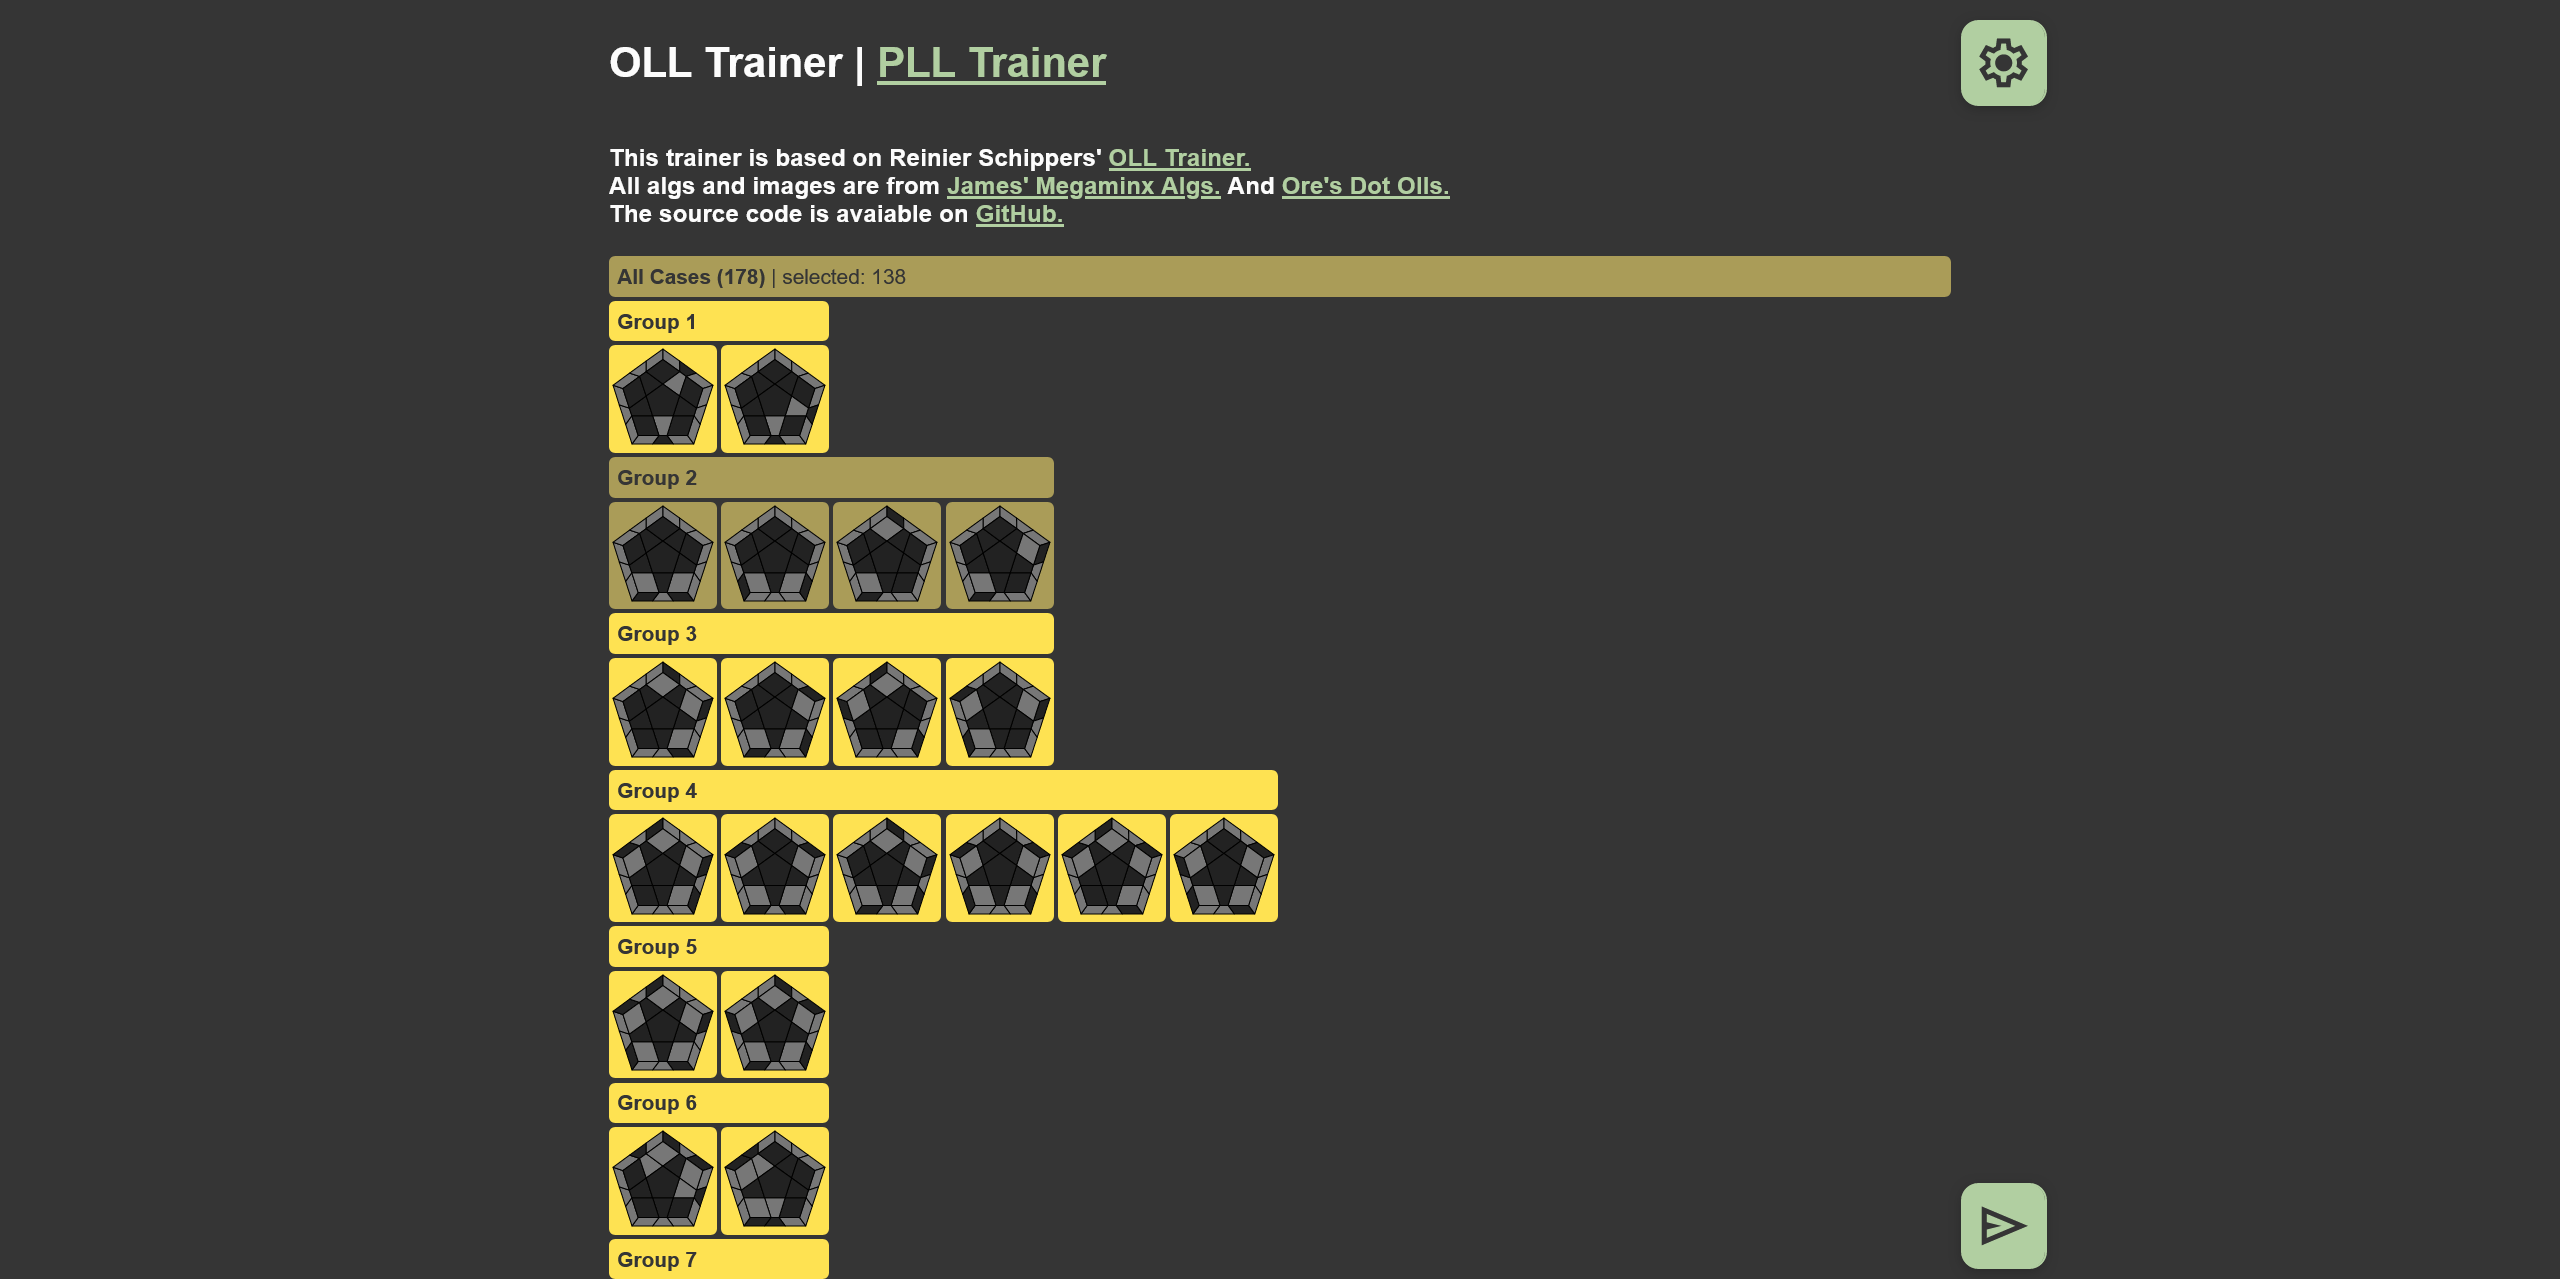 OLL Trainer | PLL Trainer
This trainer is based on Reinier Schippers' OLL Trainer.
All algs and images are from James' Megaminx Algs. And Ore's Dot Olls.
The source code is avaiable on GitHub.
All Cases (178) | selected: 138
Group 1
Group 2
Group 3
Group 4
Group 5
Group 6
Group 7